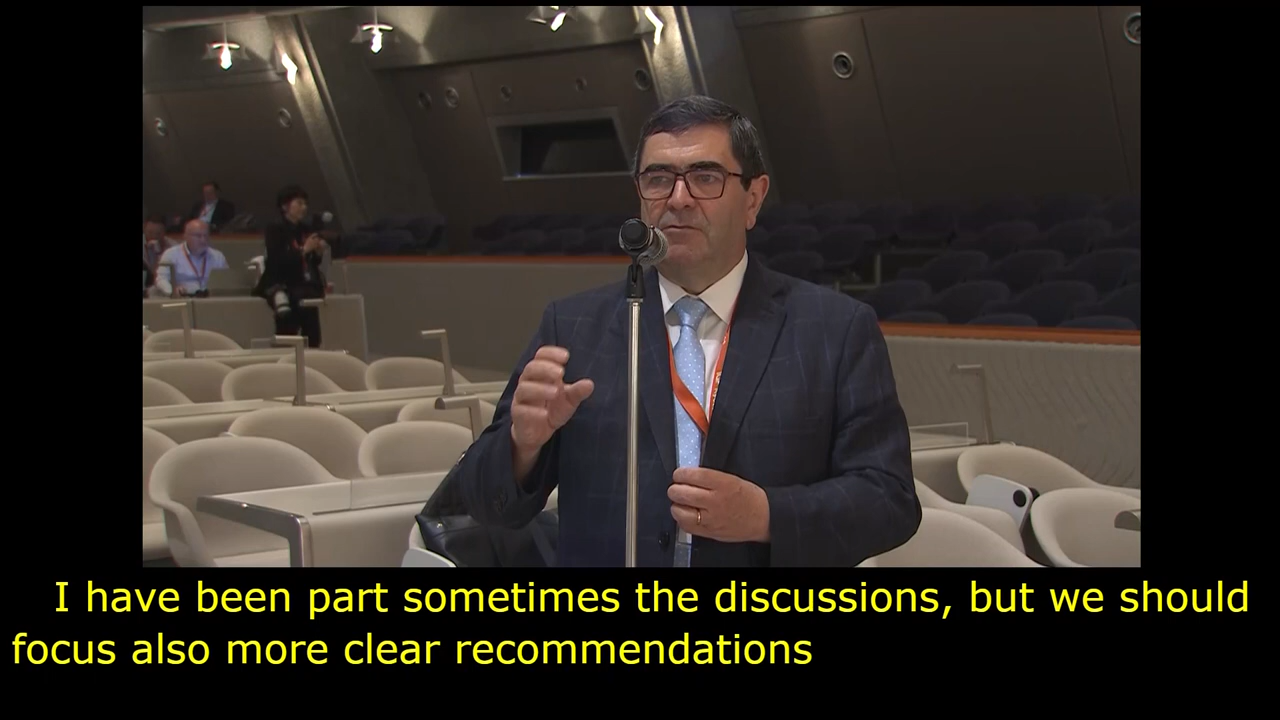 I have been part sometimes the discussions, but we should
focus also more clear recommendations